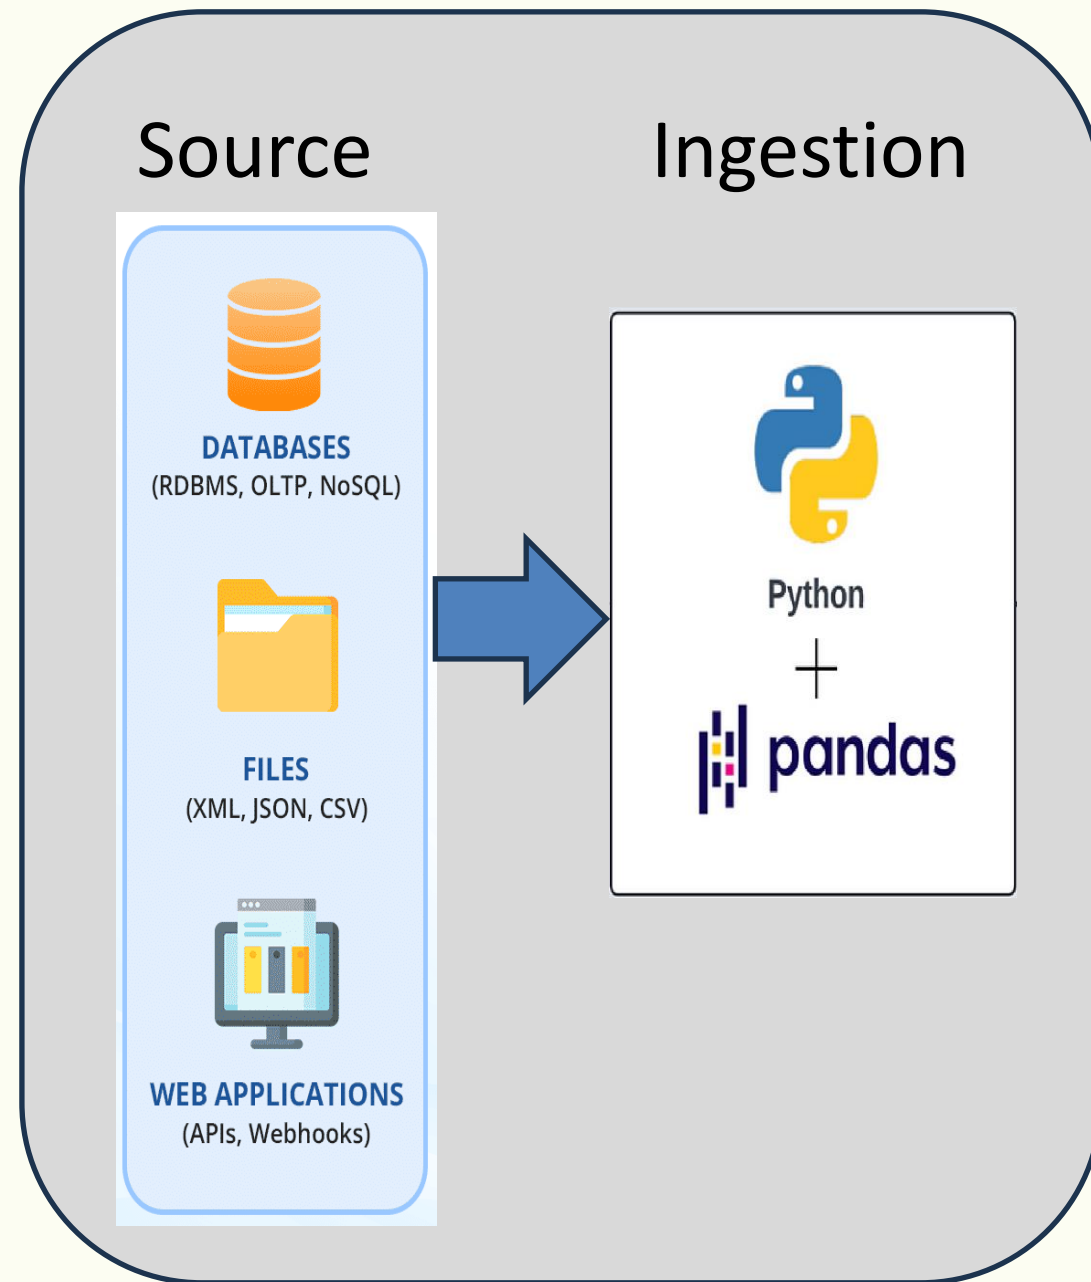 Source
Ingestion
DATABASES
(RDBMS, OLTP, NoSQL)
FILES
(XML, JSON, CSV)
WEB APPLICATIONS
(APIs, Webhooks)
Python
+
pandas